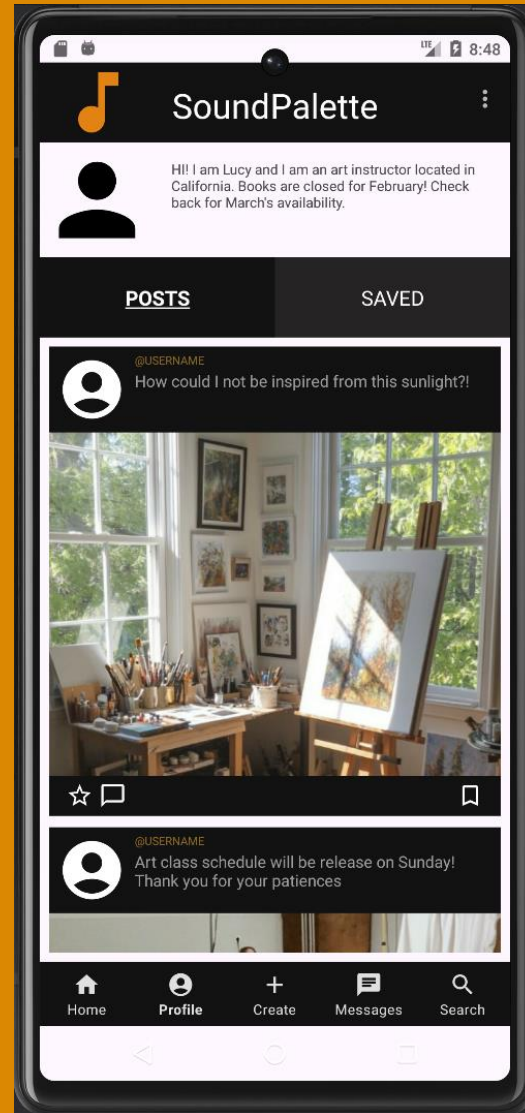 LTE 8:48
SoundPalette
HI! I am Lucy and I am an art instructor located in
California. Books are closed for February! Check
back for March's availability.
POSTS SAVED
@USERNAME
How could I not be inspired from this sunlight?!
@USERNAME
Art class schedule will be release on Sunday!
Thank you for your patiences
Home Profile Create Messages Search